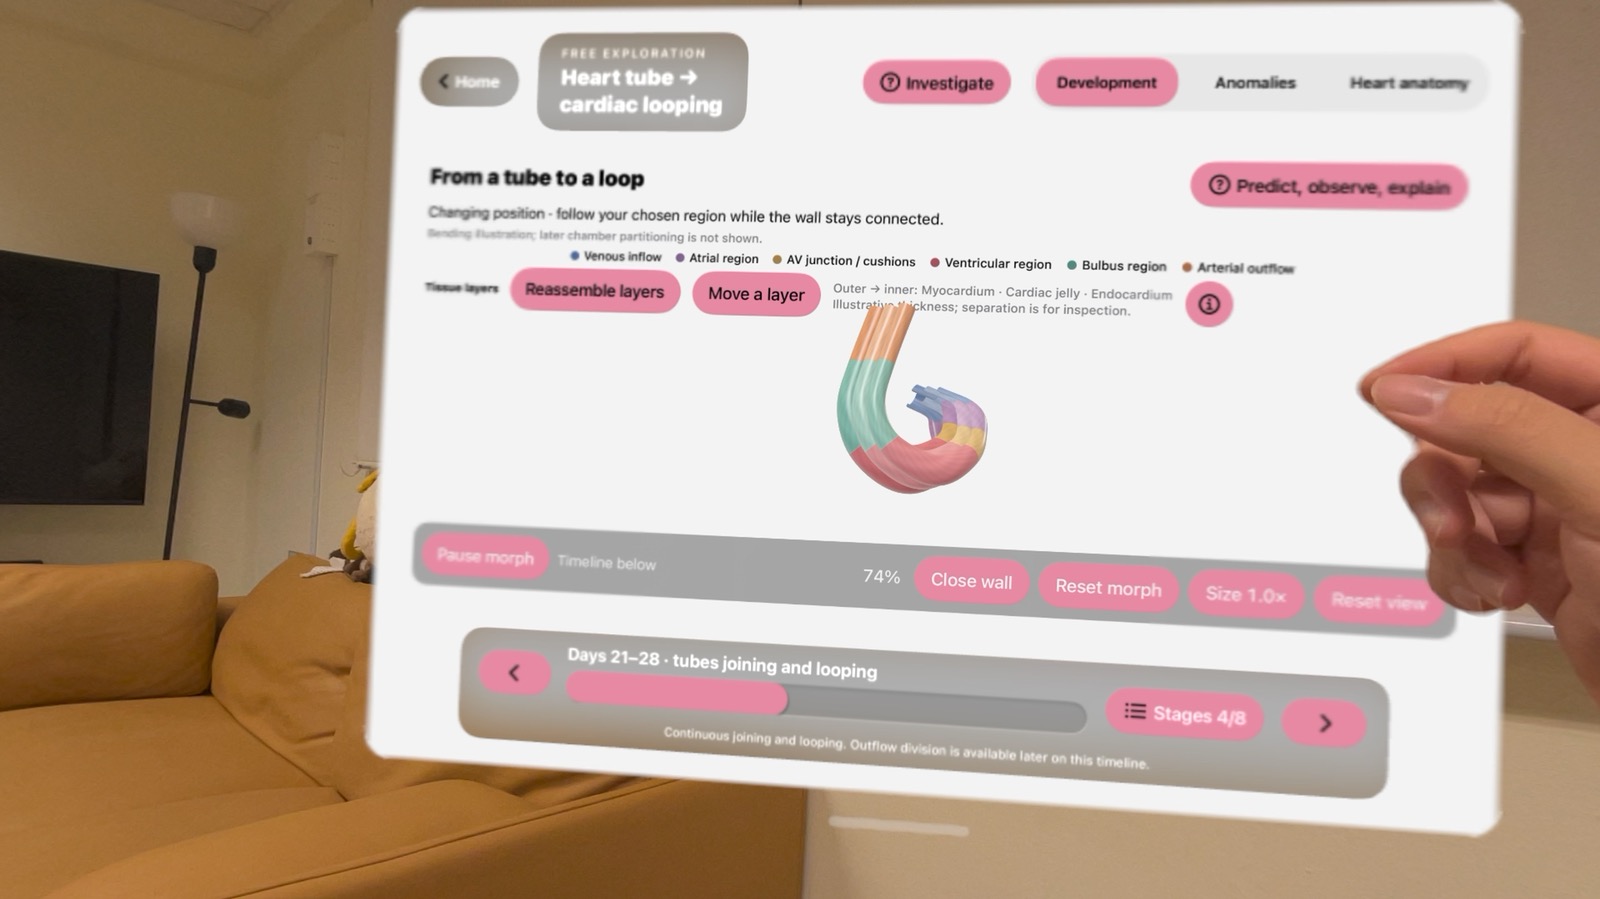 Home
FREE EXPLORATION
Heart tube →
cardiac looping
Investigate
Development
Anomalies
Heart anatomy
From a tube to a loop
Predict, observe, explain
Changing position · follow your chosen region while the wall stays connected.
Bending illustration; later chamber partitioning is not shown.
Venous inflow
Atrial region
AV junction / cushions
Ventricular region
Bulbus region
Arterial outflow
Tissue layers
Reassemble layers
Move a layer
Outer → inner: Myocardium · Cardiac jelly · Endocardium
Illustrative thickness; separation is for inspection.
Pause morph
Timeline below
74%
Close wall
Reset morph
Size 1.0×
Reset view
Days 21–28 · tubes joining and looping
Stages 4/8
Continuous joining and looping. Outflow division is available later on this timeline.